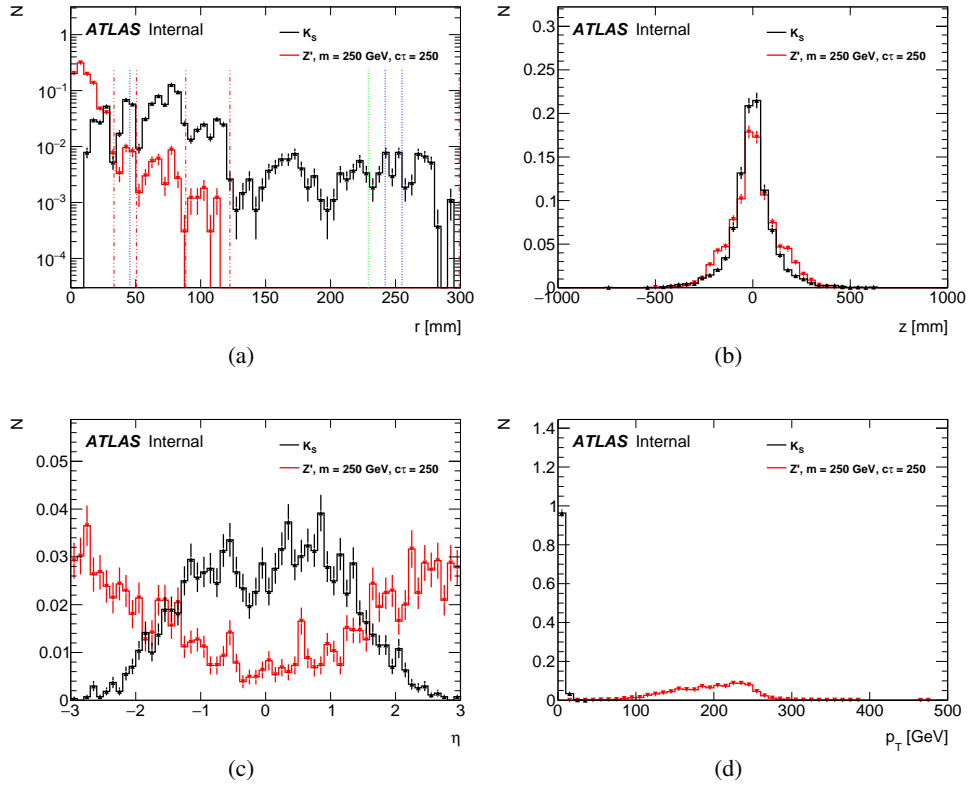 N
ATLAS Internal
K_S
Z', m = 250 GeV, cτ = 250
1
10⁻¹
10⁻²
10⁻³
10⁻⁴
0 50 100 150 200 250 300
r [mm]
(a)
N
ATLAS Internal
K_S
Z', m = 250 GeV, cτ = 250
0.3
0.25
0.2
0.15
0.1
0.05
0
−1000 −500 0 500 1000
z [mm]
(b)
N
ATLAS Internal
K_S
Z', m = 250 GeV, cτ = 250
0.05
0.04
0.03
0.02
0.01
0
−3 −2 −1 0 1 2 3
η
(c)
N
ATLAS Internal
K_S
Z', m = 250 GeV, cτ = 250
1.4
1.2
1
0.8
0.6
0.4
0.2
0
0 100 200 300 400 500
p_T [GeV]
(d)